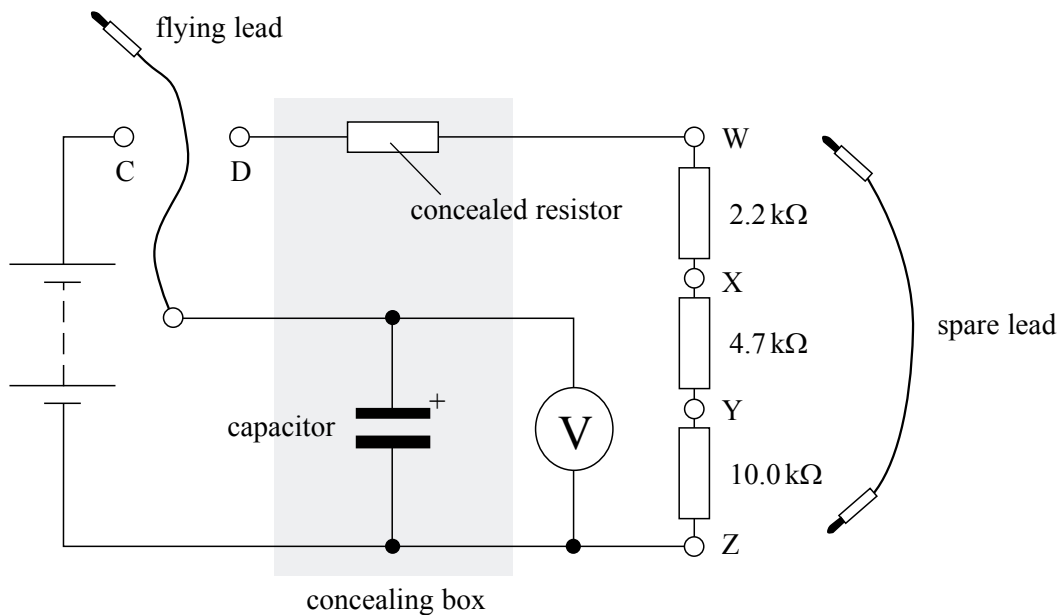 flying lead
C
D
W
concealed resistor
2.2 kΩ
X
4.7 kΩ
spare lead
+
capacitor
V
Y
10.0 kΩ
Z
concealing box